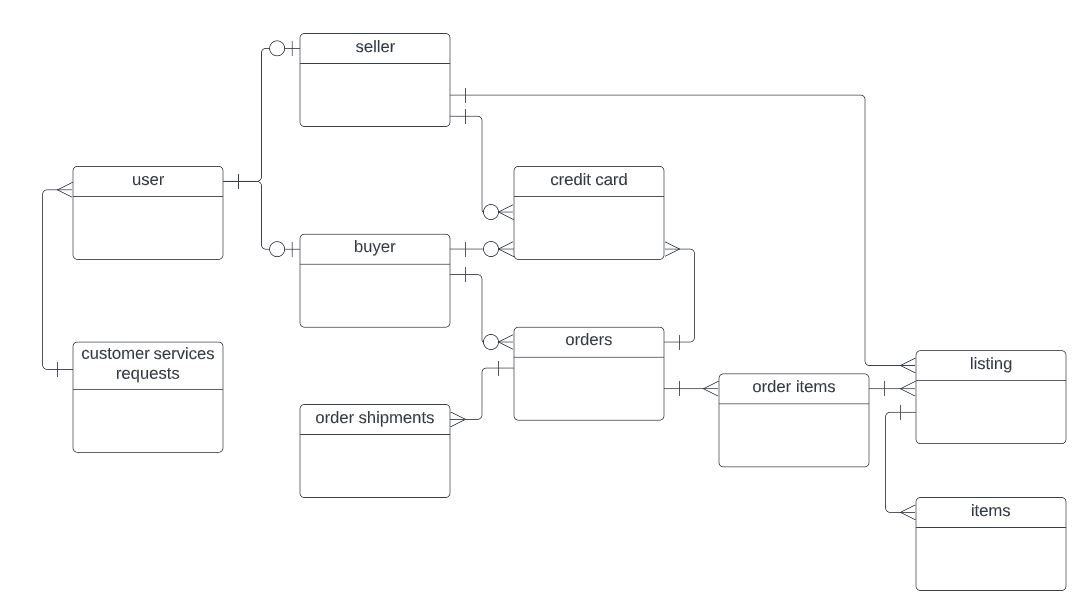 seller
user
credit card
buyer
orders
customer services
requests
listing
order items
order shipments
items